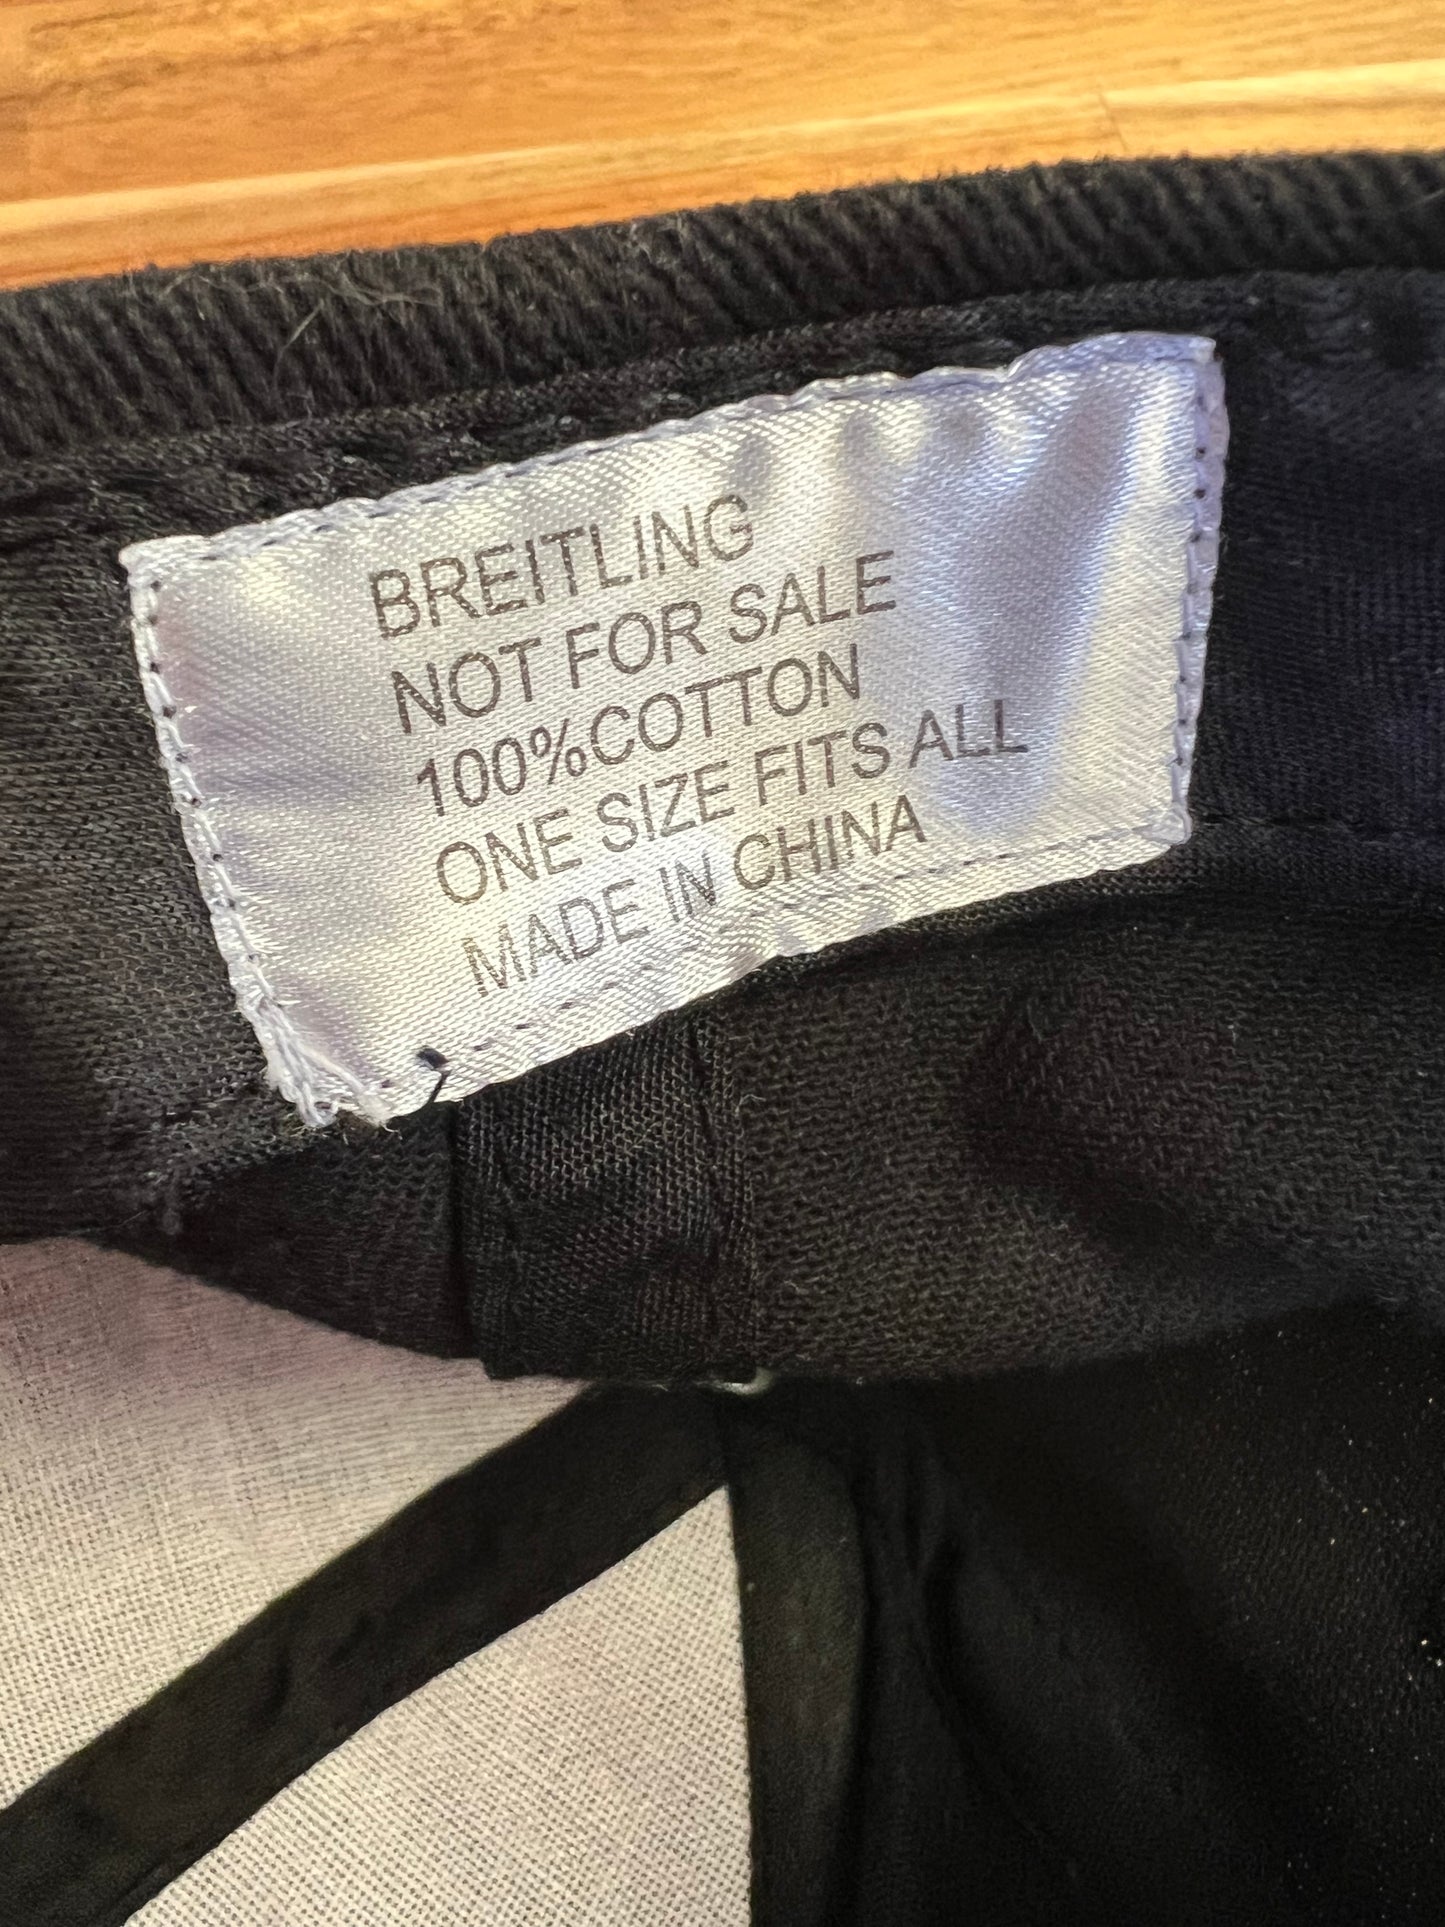 BREITLING
NOT FOR SALE
100%COTTON
ONE SIZE FITS ALL
MADE IN CHINA